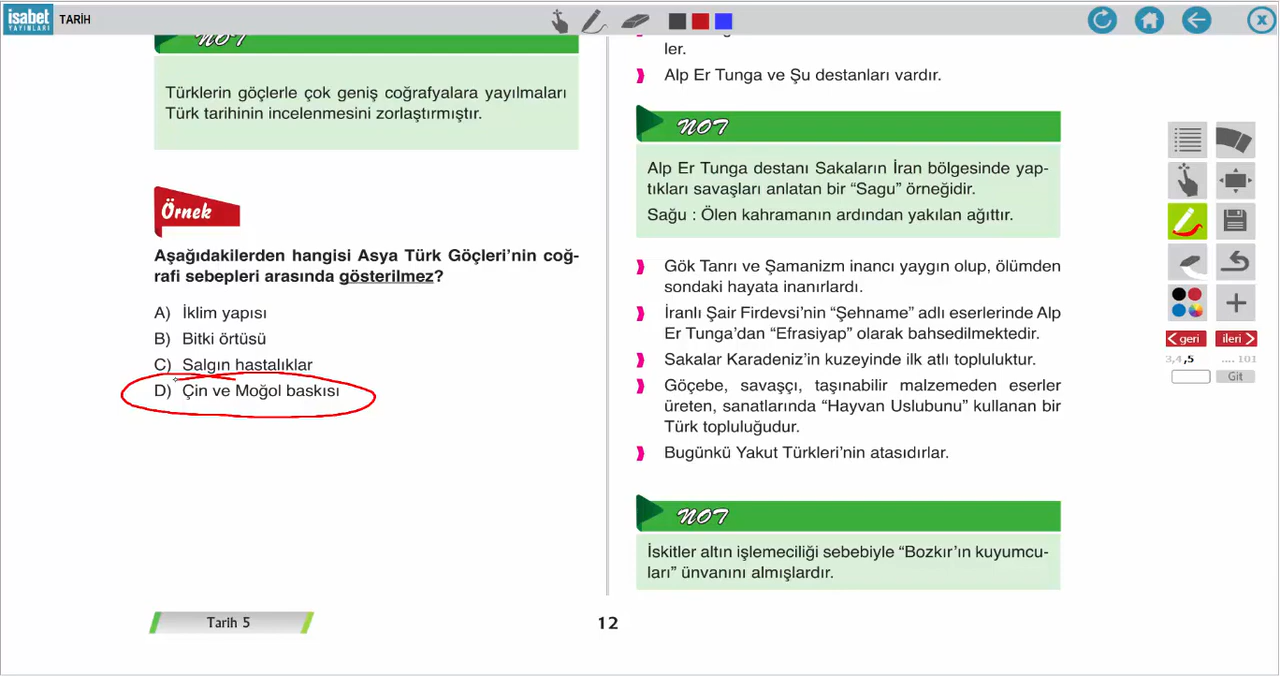 isabet
YAYINLARI
TARİH
NOT
Türklerin göçlerle çok geniş coğrafyalara yayılmaları
Türk tarihinin incelenmesini zorlaştırmıştır.
Örnek
Aşağıdakilerden hangisi Asya Türk Göçleri’nin coğ-
rafi sebepleri arasında gösterilmez?
A) İklim yapısı
B) Bitki örtüsü
C) Salgın hastalıklar
D) Çin ve Moğol baskısı
Tarih 5
12
ler.
Alp Er Tunga ve Şu destanları vardır.
NOT
Alp Er Tunga destanı Sakaların İran bölgesinde yap-
tıkları savaşları anlatan bir “Sagu” örneğidir.
Sağu : Ölen kahramanın ardından yakılan ağıttır.
Gök Tanrı ve Şamanizm inancı yaygın olup, ölümden
sondaki hayata inanırlardı.
İranlı Şair Firdevsi’nin “Şehname” adlı eserlerinde Alp
Er Tunga’dan “Efrasiyap” olarak bahsedilmektedir.
Sakalar Karadeniz’in kuzeyinde ilk atlı topluluktur.
Göçebe, savaşçı, taşınabilir malzemeden eserler
üreten, sanatlarında “Hayvan Uslubunu” kullanan bir
Türk topluluğudur.
Bugünkü Yakut Türkleri’nin atasıdırlar.
NOT
İskitler altın işlemeciliği sebebiyle “Bozkır’ın kuyumcu-
ları” ünvanını almışlardır.
geri
ileri
3,4,5 .... 101
Git